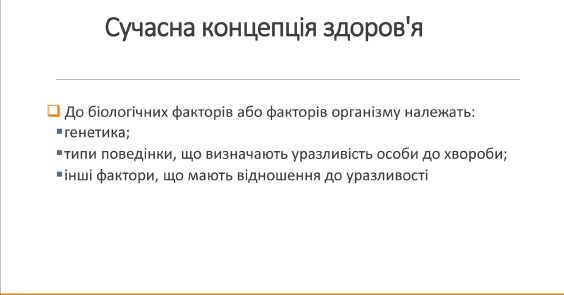 Сучасна концепція здоров'я
До біологічних факторів або факторів організму належать:
генетика;
типи поведінки, що визначають уразливість особи до хвороби;
інші фактори, що мають відношення до уразливості